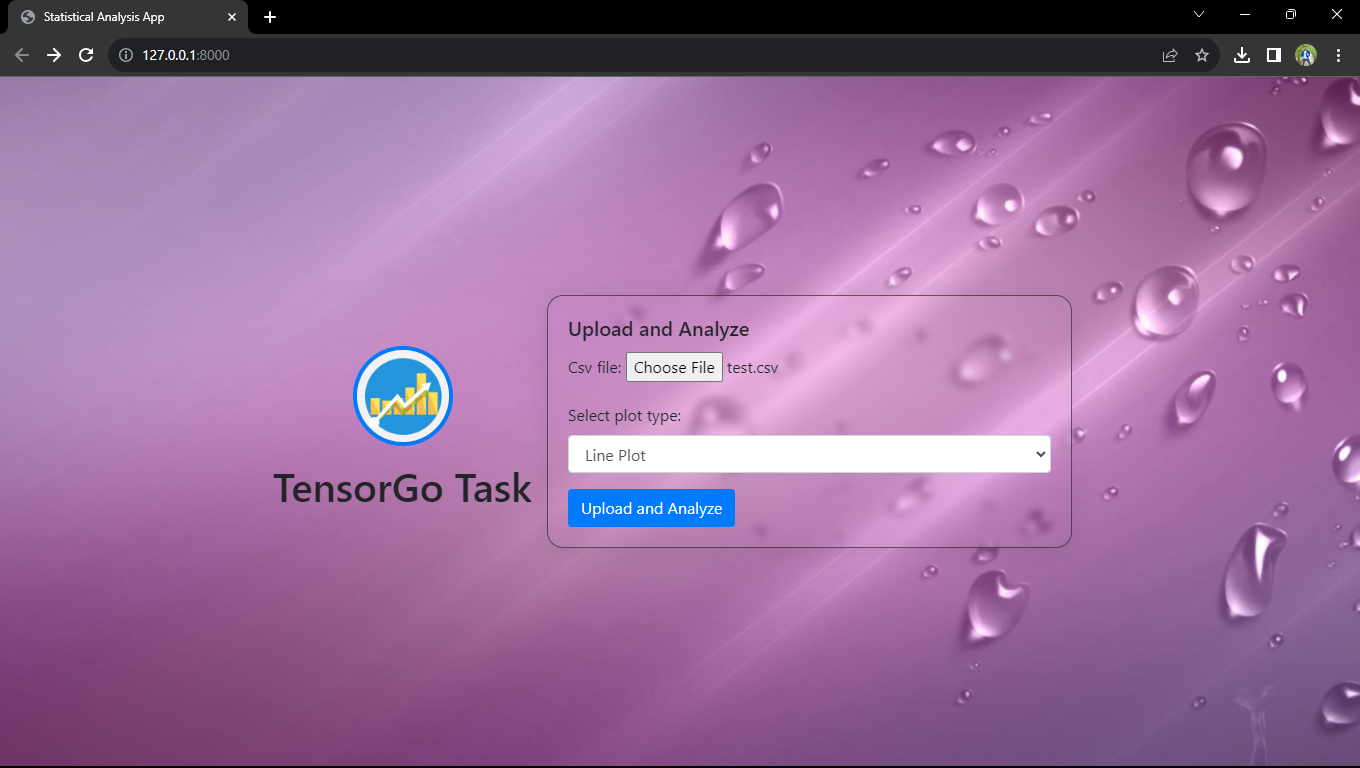 Statistical Analysis App
127.0.0.1:8000
Upload and Analyze
Csv file: Choose File test.csv
Select plot type:
Line Plot
Upload and Analyze
TensorGo Task